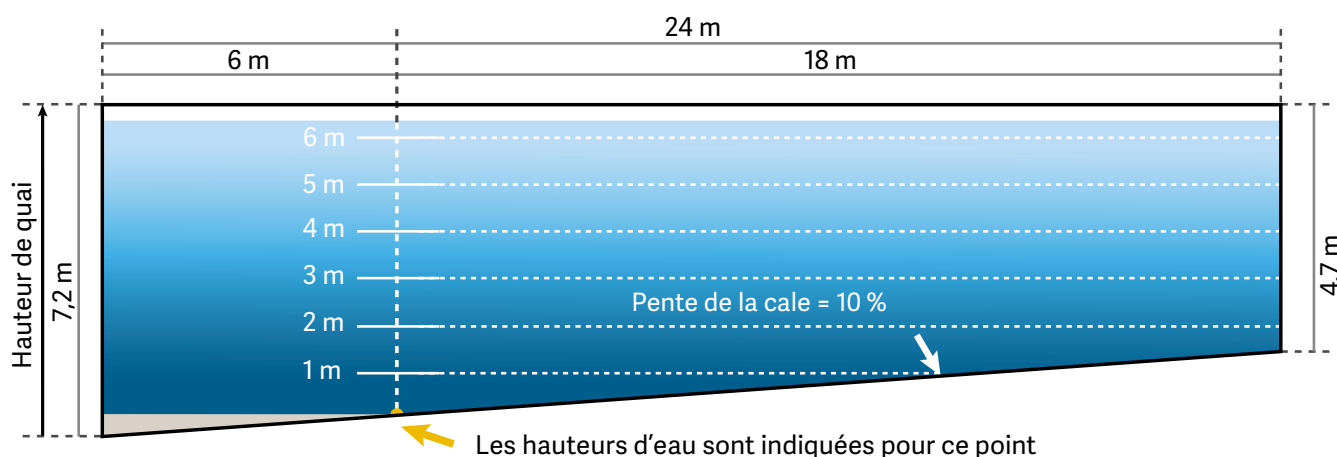 24 m
6 m
18 m
Hauteur de quai
7,2 m
6 m
5 m
4 m
3 m
2 m
1 m
Pente de la cale = 10 %
4,7 m
Les hauteurs d'eau sont indiquées pour ce point